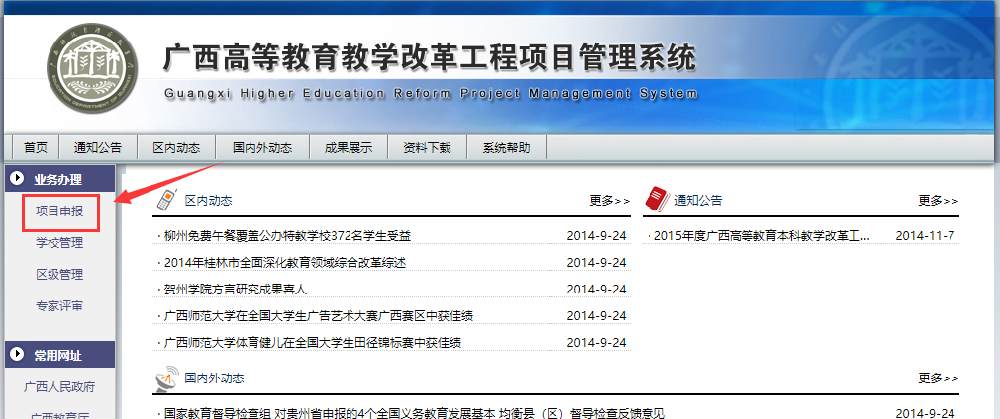 广西高等教育教学改革工程项目管理系统
Guangxi Higher Education Reform Project Management System
首页 通知公告 区内动态 国内外动态 成果展示 资料下载 系统帮助
业务办理
项目申报
学校管理
区级管理
专家评审
常用网址
广西人民政府
广西教育厅
区内动态 更多>>
· 柳州免费午餐覆盖公办特教学校372名学生受益 2014-9-24
· 2014年桂林市全面深化教育领域综合改革综述 2014-9-24
· 贺州学院方言研究成果喜人 2014-9-24
· 广西师范大学在全国大学生广告艺术大赛广西赛区中获佳绩 2014-9-24
· 广西师范大学体育健儿在全国大学生田径锦标赛中获佳绩 2014-9-24
通知公告 更多>>
· 2015年度广西高等教育本科教学改革工... 2014-11-7
国内外动态 更多>>
· 国家教育督导检查组 对贵州省申报的4个全国义务教育发展基本 均衡县（区）督导检查反馈意见 2014-9-24